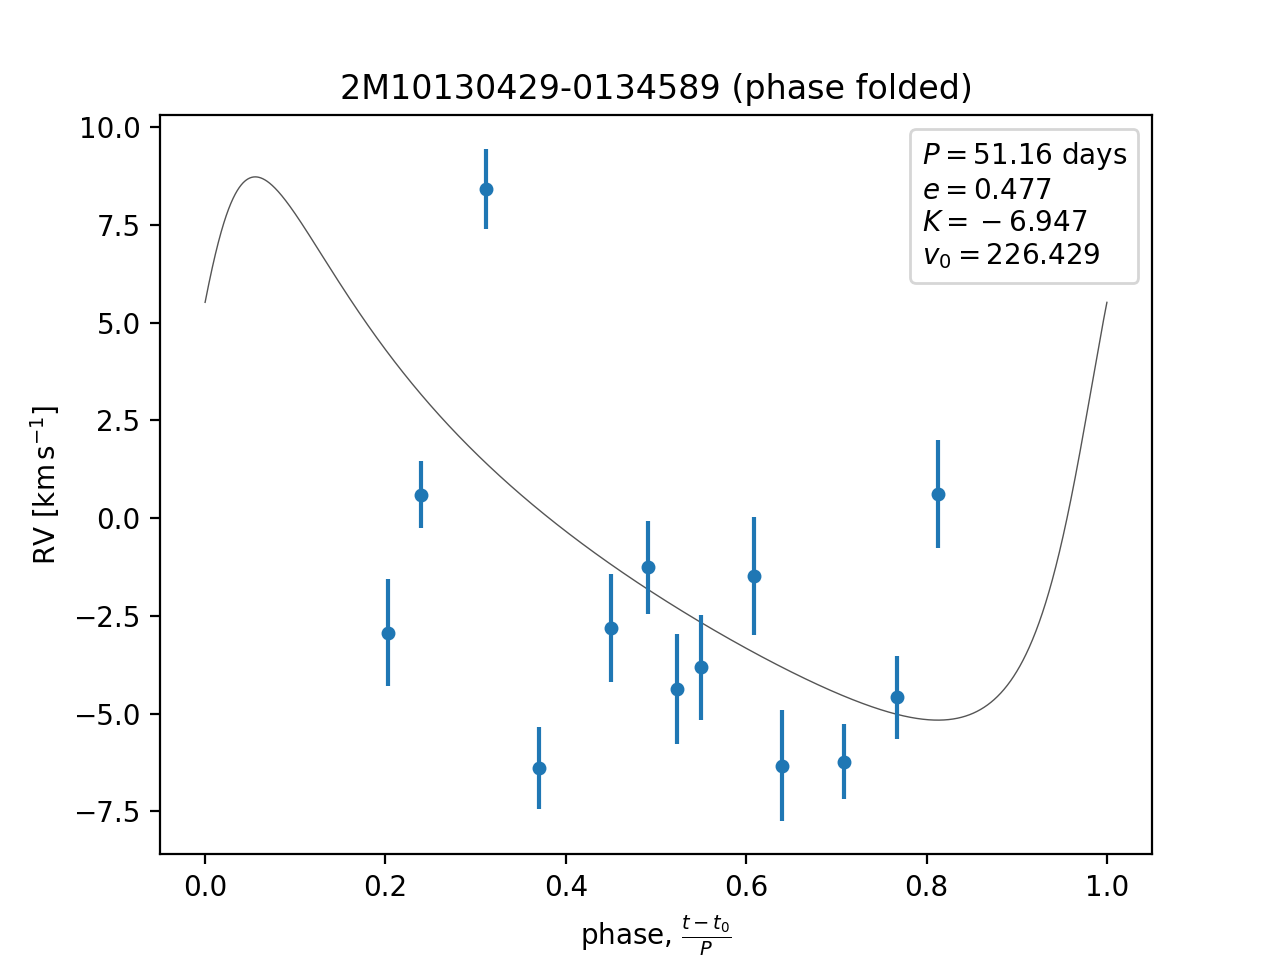 2M10130429-0134589 (phase folded)
P = 51.16 days
e = 0.477
K = −6.947
v₀ = 226.429
10.0
7.5
5.0
2.5
0.0
−2.5
−5.0
−7.5
RV [km s⁻¹]
0.0 0.2 0.4 0.6 0.8 1.0
phase, (t − t₀)/P